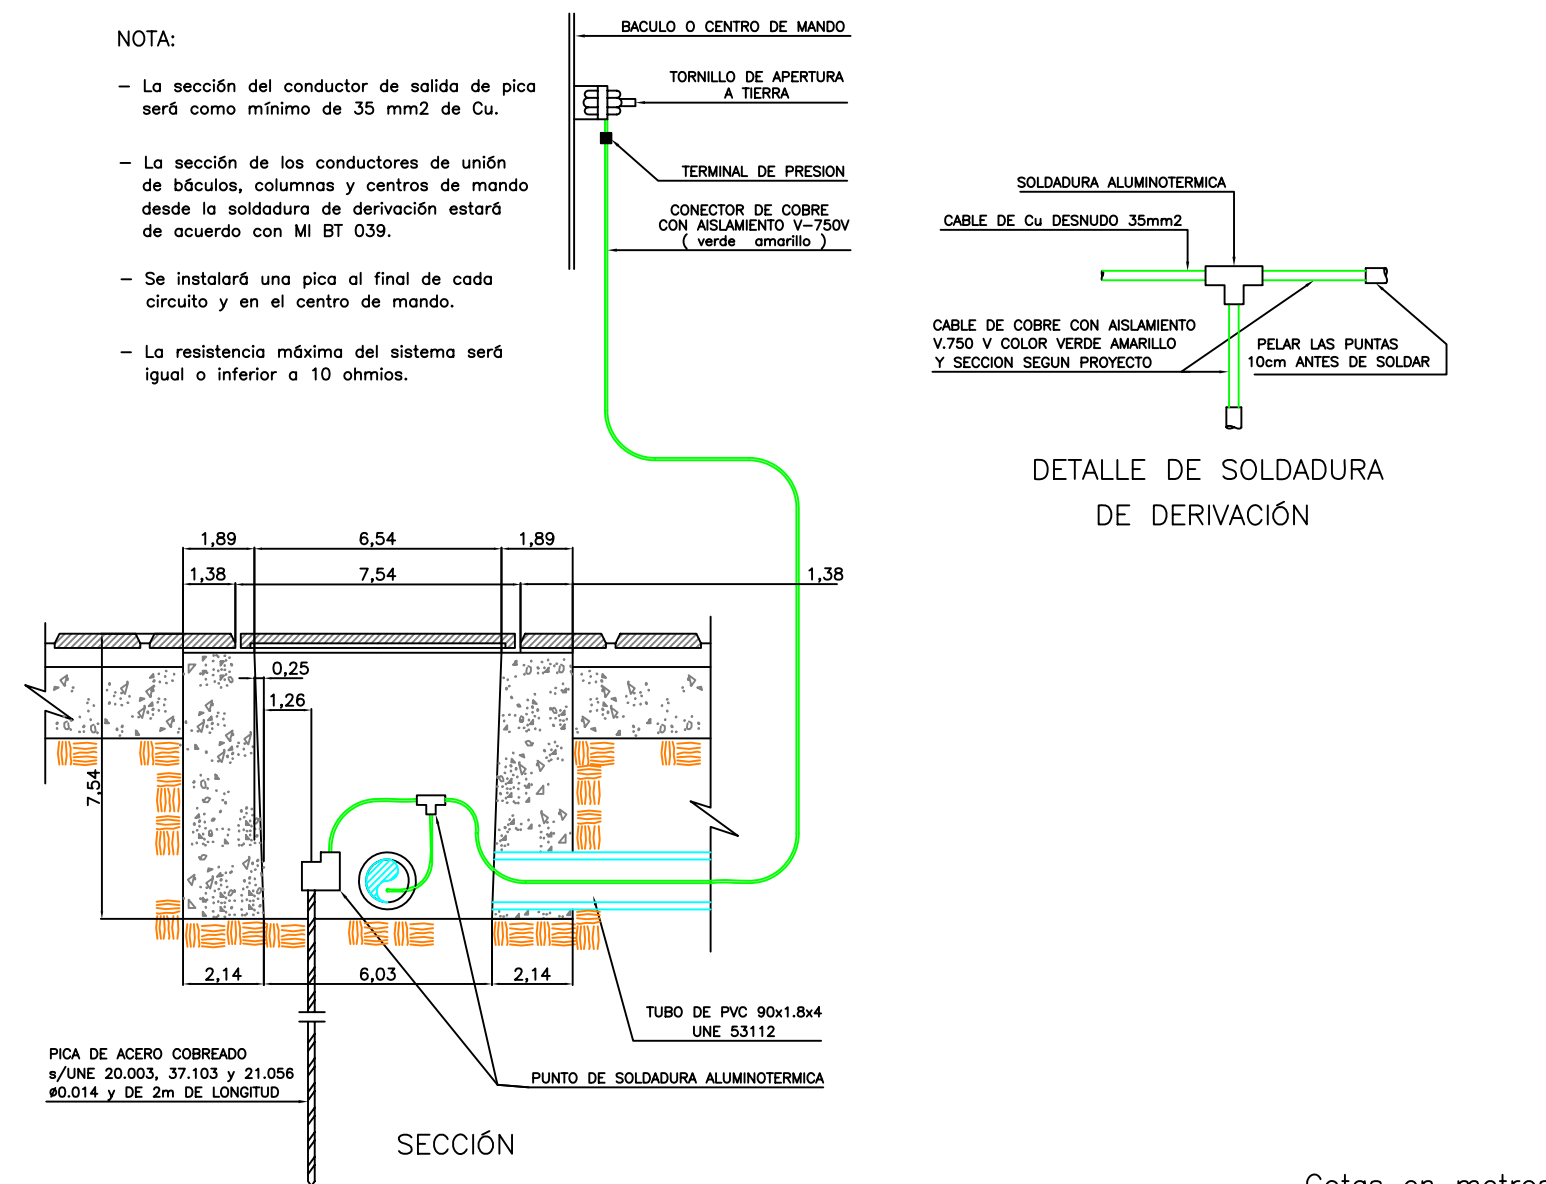 NOTA:
– La sección del conductor de salida de pica
será como mínimo de 35 mm2 de Cu.
– La sección de los conductores de unión
de báculos, columnas y centros de mando
desde la soldadura de derivación estará
de acuerdo con MI BT 039.
– Se instalará una pica al final de cada
circuito y en el centro de mando.
– La resistencia máxima del sistema será
igual o inferior a 10 ohmios.
BACULO O CENTRO DE MANDO
TORNILLO DE APERTURA
A TIERRA
TERMINAL DE PRESION
CONECTOR DE COBRE
CON AISLAMIENTO V–750V
( verde amarillo )
SOLDADURA ALUMINOTERMICA
CABLE DE Cu DESNUDO 35mm2
CABLE DE COBRE CON AISLAMIENTO
V.750 V COLOR VERDE AMARILLO
Y SECCION SEGUN PROYECTO
PELAR LAS PUNTAS
10cm ANTES DE SOLDAR
DETALLE DE SOLDADURA
DE DERIVACIÓN
1,89
6,54
1,89
1,38
7,54
1,38
0,25
1,26
7,54
2,14
6,03
2,14
TUBO DE PVC 90x1.8x4
UNE 53112
PICA DE ACERO COBREADO
s/UNE 20.003, 37.103 y 21.056
ø0.014 y DE 2m DE LONGITUD
PUNTO DE SOLDADURA ALUMINOTERMICA
SECCIÓN
Cotas en metros